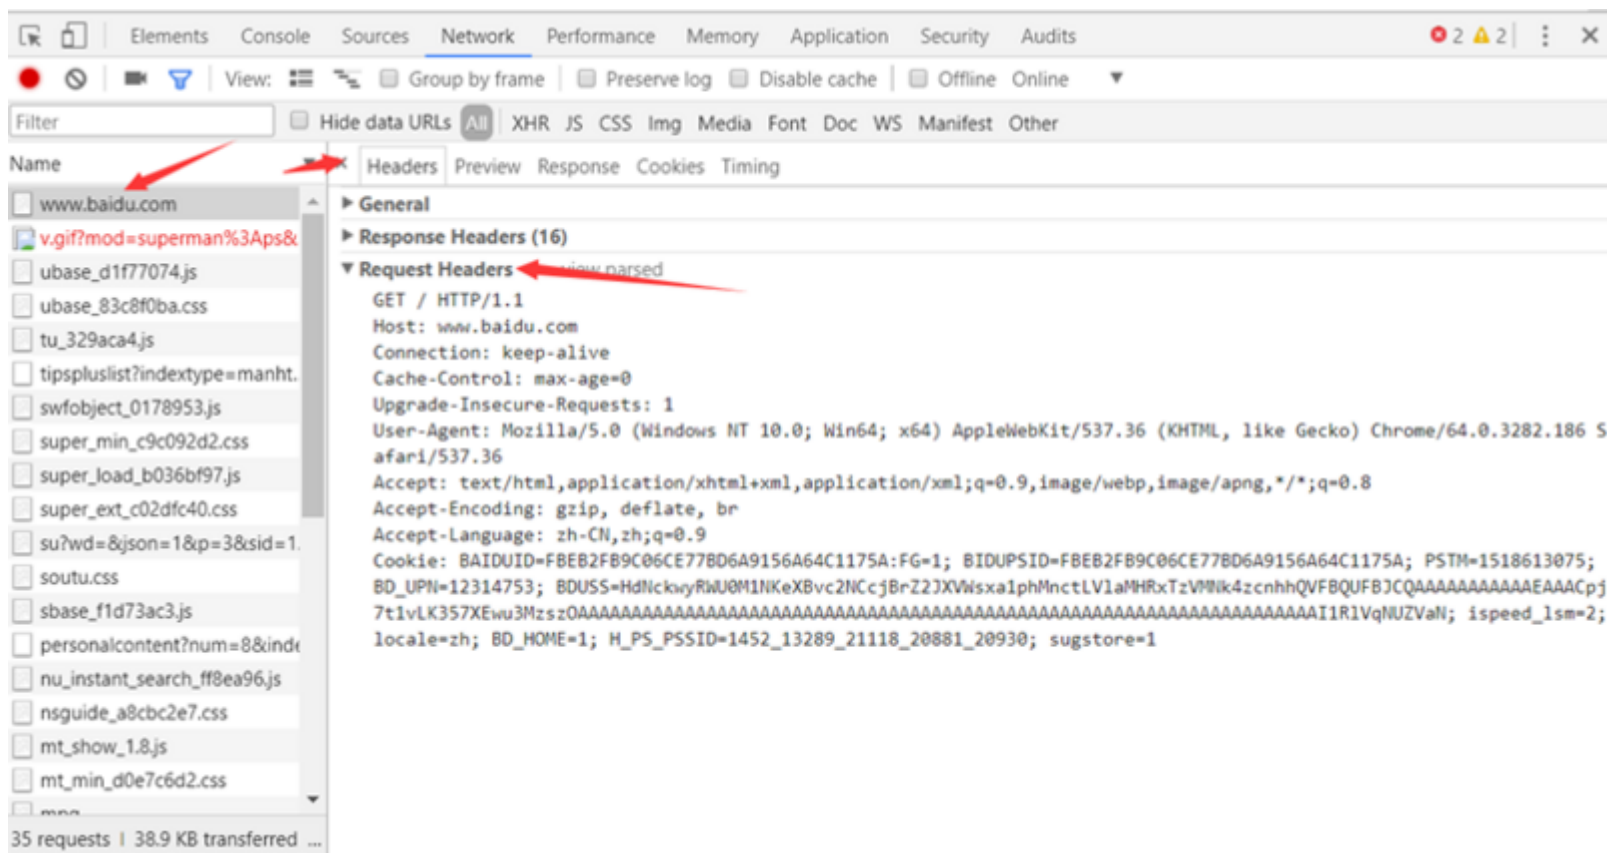 Elements Console Sources Network Performance Memory Application Security Audits 2 2
View: Group by frame Preserve log Disable cache Offline Online
Filter Hide data URLs All XHR JS CSS Img Media Font Doc WS Manifest Other
Name
Headers Preview Response Cookies Timing
www.baidu.com
v.gif?mod=superman%3Aps&
ubase_d1f77074.js
ubase_83c8f0ba.css
tu_329aca4.js
tipspluslist?indextype=manht.
swfobject_0178953.js
super_min_c9c092d2.css
super_load_b036bf97.js
super_ext_c02dfc40.css
su?wd=&json=1&p=3&sid=1.
soutu.css
sbase_f1d73ac3.js
personalcontent?num=8&inde
nu_instant_search_ff8ea96.js
nsguide_a8cbc2e7.css
mt_show_1.8.js
mt_min_d0e7c6d2.css
35 requests | 38.9 KB transferred ...
General
Response Headers (16)
Request Headers view parsed
GET / HTTP/1.1
Host: www.baidu.com
Connection: keep-alive
Cache-Control: max-age=0
Upgrade-Insecure-Requests: 1
User-Agent: Mozilla/5.0 (Windows NT 10.0; Win64; x64) AppleWebKit/537.36 (KHTML, like Gecko) Chrome/64.0.3282.186 S
afari/537.36
Accept: text/html,application/xhtml+xml,application/xml;q=0.9,image/webp,image/apng,*/*;q=0.8
Accept-Encoding: gzip, deflate, br
Accept-Language: zh-CN,zh;q=0.9
Cookie: BAIDUID=FBEB2FB9C06CE77BD6A9156A64C1175A:FG=1; BIDUPSID=FBEB2FB9C06CE77BD6A9156A64C1175A; PSTM=1518613075;
BD_UPN=12314753;
ispeed_lsm=2;
locale=zh; BD_HOME=1; H_PS_PSSID=1452_13289_21118_20881_20930; sugstore=1